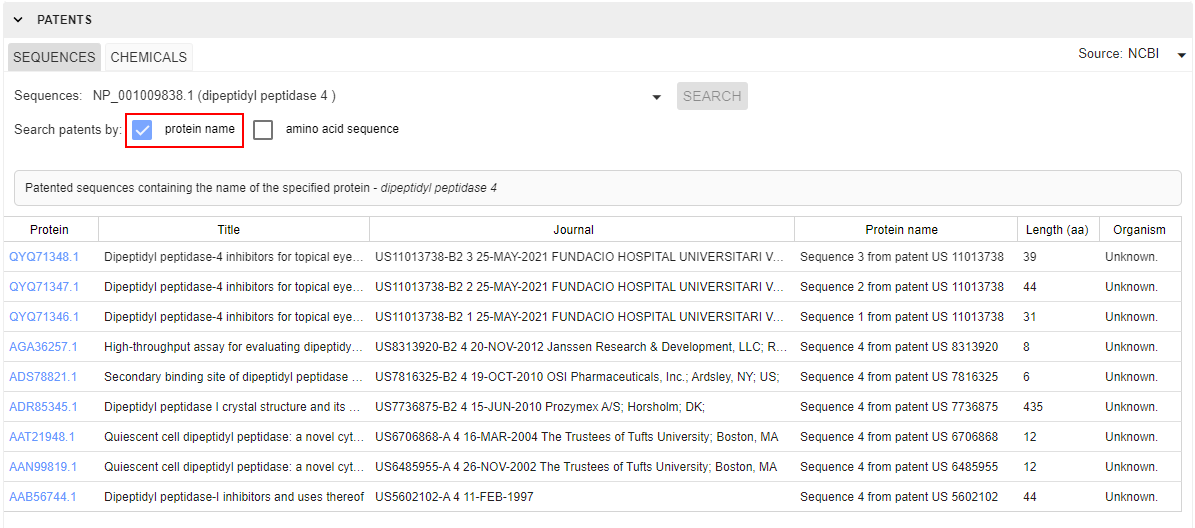 PATENTS
SEQUENCES CHEMICALS Source: NCBI
Sequences: NP_001009838.1 (dipeptidyl peptidase 4 ) SEARCH
Search patents by: protein name amino acid sequence
Patented sequences containing the name of the specified protein - dipeptidyl peptidase 4
Protein Title Journal Protein name Length (aa) Organism
QYQ71348.1 Dipeptidyl peptidase-4 inhibitors for topical eye... US11013738-B2 3 25-MAY-2021 FUNDACIO HOSPITAL UNIVERSITARI V... Sequence 3 from patent US 11013738 39 Unknown.
QYQ71347.1 Dipeptidyl peptidase-4 inhibitors for topical eye... US11013738-B2 2 25-MAY-2021 FUNDACIO HOSPITAL UNIVERSITARI V... Sequence 2 from patent US 11013738 44 Unknown.
QYQ71346.1 Dipeptidyl peptidase-4 inhibitors for topical eye... US11013738-B2 1 25-MAY-2021 FUNDACIO HOSPITAL UNIVERSITARI V... Sequence 1 from patent US 11013738 31 Unknown.
AGA36257.1 High-throughput assay for evaluating dipeptidy... US8313920-B2 4 20-NOV-2012 Janssen Research & Development, LLC; R... Sequence 4 from patent US 8313920 8 Unknown.
ADS78821.1 Secondary binding site of dipeptidyl peptidase ... US7816325-B2 4 19-OCT-2010 OSI Pharmaceuticals, Inc.; Ardsley, NY; US; Sequence 4 from patent US 7816325 6 Unknown.
ADR85345.1 Dipeptidyl peptidase I crystal structure and its ... US7736875-B2 4 15-JUN-2010 Prozymex A/S; Horsholm; DK; Sequence 4 from patent US 7736875 435 Unknown.
AAT21948.1 Quiescent cell dipeptidyl peptidase: a novel cyt... US6706868-A 4 16-MAR-2004 The Trustees of Tufts University; Boston, MA Sequence 4 from patent US 6706868 12 Unknown.
AAN99819.1 Quiescent cell dipeptidyl peptidase: a novel cyt... US6485955-A 4 26-NOV-2002 The Trustees of Tufts University; Boston, MA Sequence 4 from patent US 6485955 12 Unknown.
AAB56744.1 Dipeptidyl peptidase-I inhibitors and uses thereof US5602102-A 4 11-FEB-1997 Sequence 4 from patent US 5602102 44 Unknown.